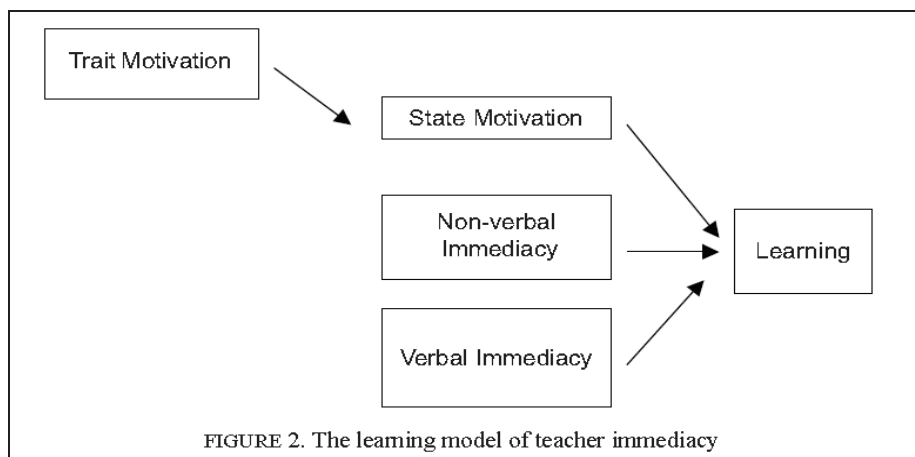 Trait Motivation
State Motivation
Non-verbal
Immediacy
Learning
Verbal Immediacy
FIGURE 2. The learning model of teacher immediacy